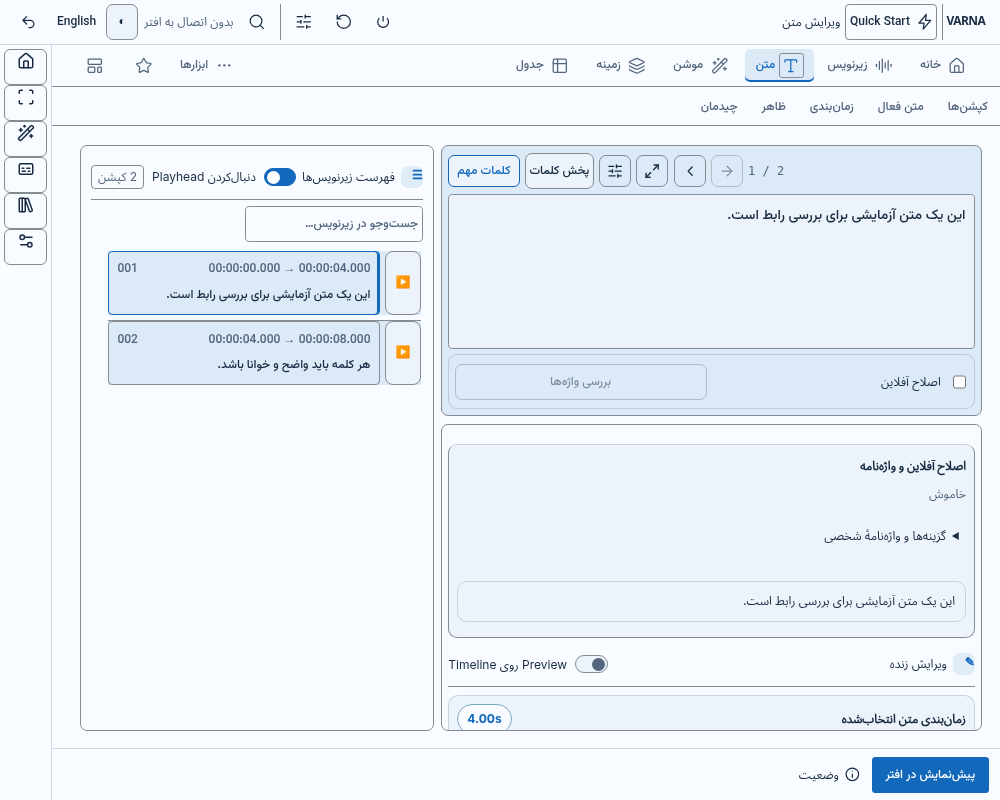 VARNA
Quick Start
ویرایش متن
بدون اتصال به افتر
English
خانه
زیرنویس
متن
موشن
زمینه
جدول
ابزارها
کپشن‌ها
متن فعال
زمان‌بندی
ظاهر
چیدمان
1 / 2
پخش کلمات
کلمات مهم
این یک متن آزمایشی برای بررسی رابط است.
اصلاح آفلاین
بررسی واژه‌ها
اصلاح آفلاین و واژه‌نامه
خاموش
گزینه‌ها و واژه‌نامهٔ شخصی
این یک متن آزمایشی برای بررسی رابط است.
ویرایش زنده
Preview روی Timeline
زمان‌بندی متن انتخاب‌شده
4.00s
فهرست زیرنویس‌ها
دنبال‌کردن Playhead
2 کپشن
جست‌وجو در زیرنویس...
00:00:00.000 → 00:00:04.000
001
این یک متن آزمایشی برای بررسی رابط است.
00:00:04.000 → 00:00:08.000
002
هر کلمه باید واضح و خوانا باشد.
پیش‌نمایش در افتر
وضعیت